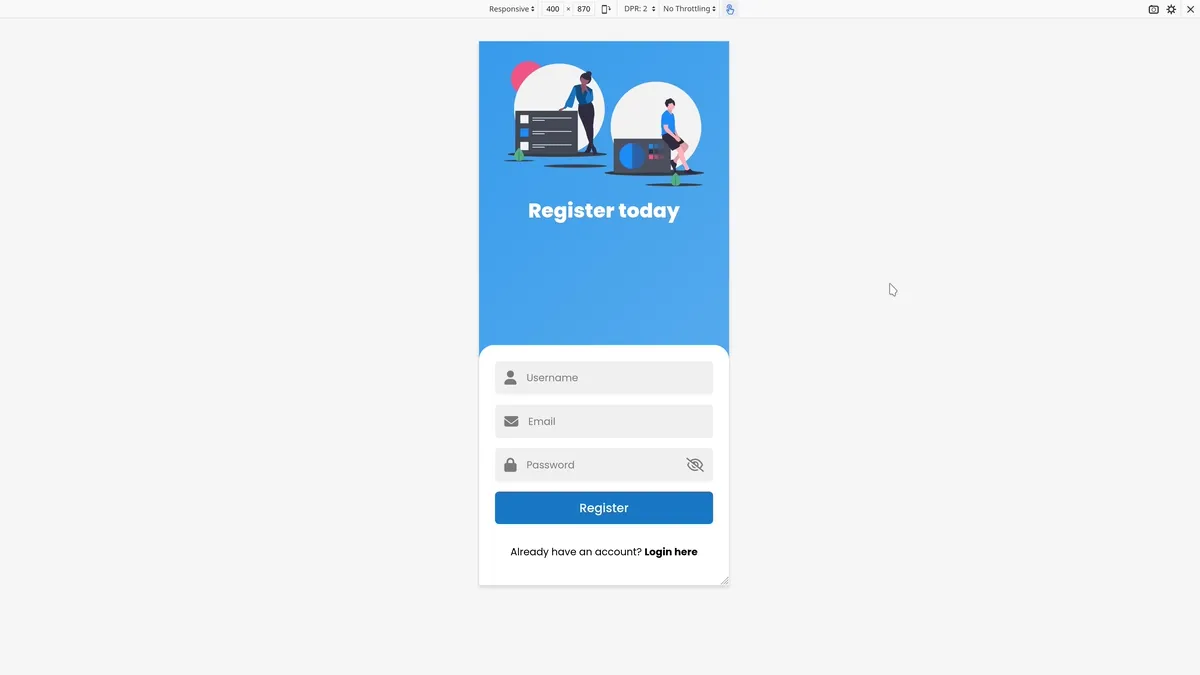 Responsive 400 × 870 DPR: 2 No Throttling
Register today
Username
Email
Password
Register
Already have an account? Login here